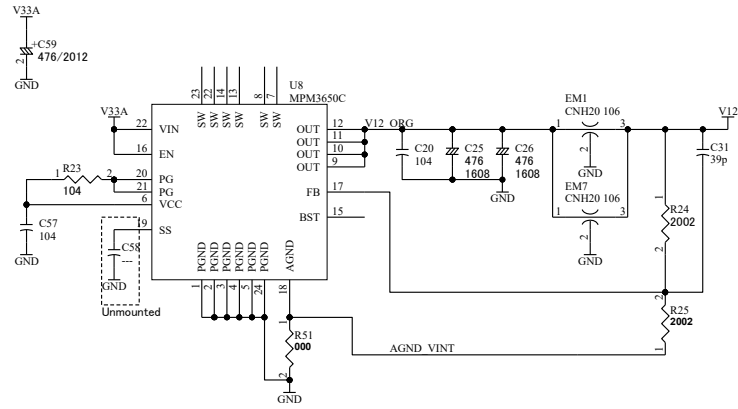 V33A
+C59
2 476/2012
GND
23 22 14 13 8 7
U8
MPM3650C
SW SW SW SW SW SW
V33A
22 VIN
16 EN
1 R23 2
104
20 PG
21 PG
6 VCC
19 SS
C57
104
GND
C58
---
GND
Unmounted
OUT 12
OUT 11
OUT 10
OUT 9
FB 17
BST 15
PGND PGND PGND PGND PGND PGND AGND
1 2 3 4 5 24 18
V12_ORG
C20
104
C25
476
1608
C26
476
1608
GND
EM1
CNH20 106
1 3
2
GND
EM7
CNH20 106
1 3
2
GND
V12
C31
39p
1
R24
2002
2
2
R25
2002
1
1
R51
000
2
GND
AGND_VINT